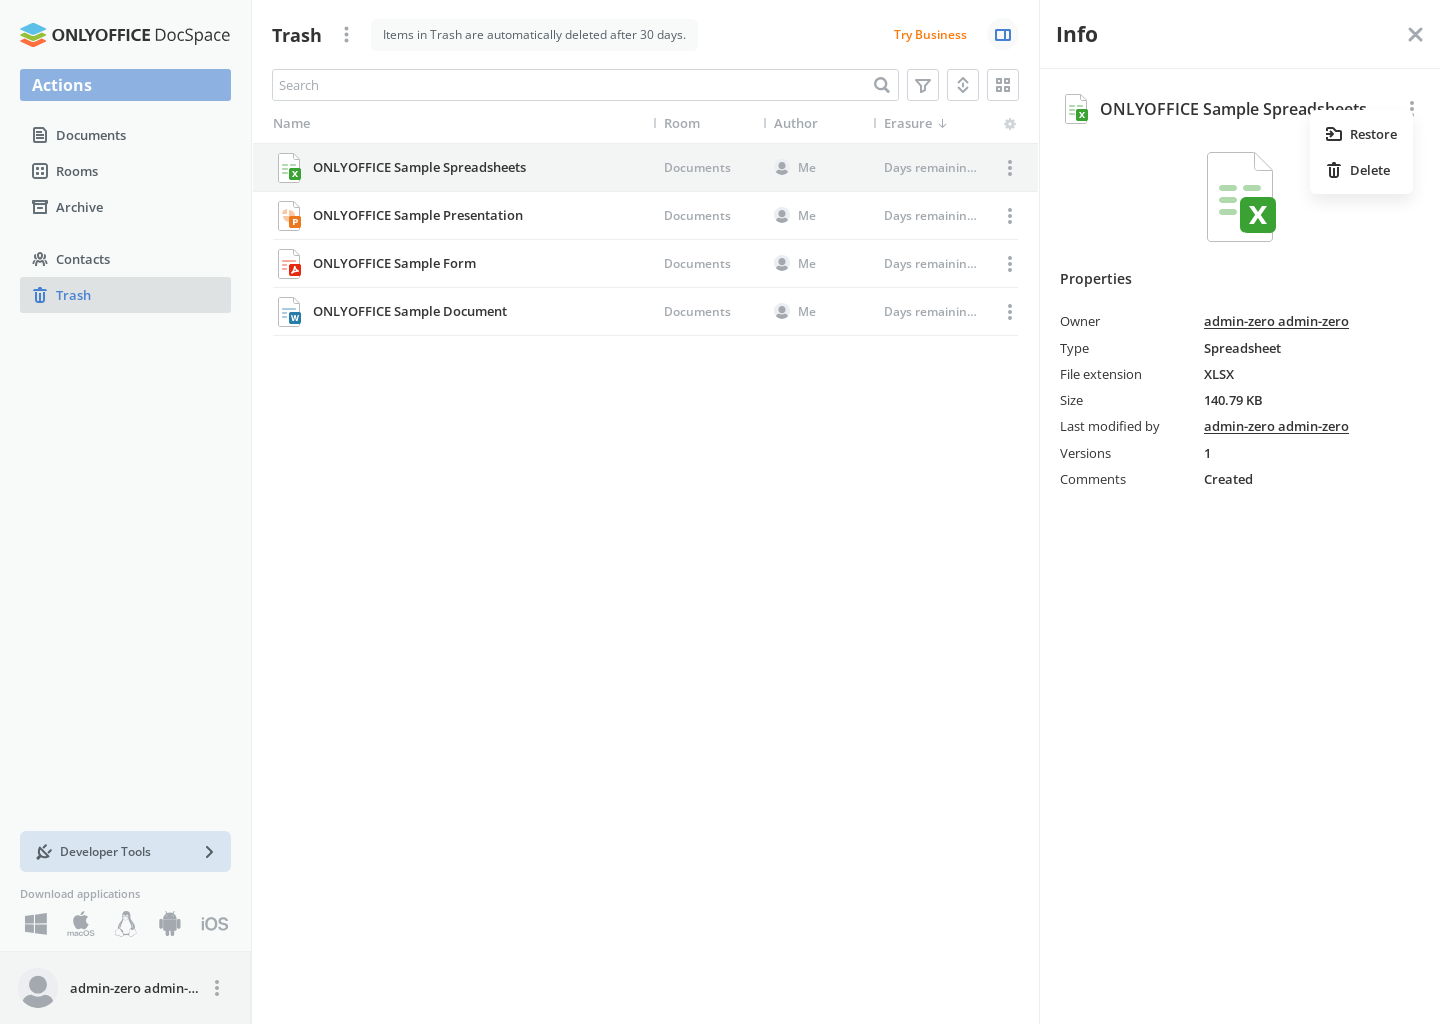 ONLYOFFICE DocSpace
Actions
Documents
Rooms
Archive
Contacts
Trash
Developer Tools
Download applications
macOS
iOS
admin-zero admin-...
Trash
Items in Trash are automatically deleted after 30 days.
Try Business
Search
Name
Room
Author
Erasure
ONLYOFFICE Sample Spreadsheets
Documents
Me
Days remainin...
ONLYOFFICE Sample Presentation
Documents
Me
Days remainin...
ONLYOFFICE Sample Form
Documents
Me
Days remainin...
ONLYOFFICE Sample Document
Documents
Me
Days remainin...
Info
ONLYOFFICE Sample Spreadsheets
Restore
Delete
X
Properties
Owner admin-zero admin-zero
Type Spreadsheet
File extension XLSX
Size 140.79 KB
Last modified by admin-zero admin-zero
Versions 1
Comments Created